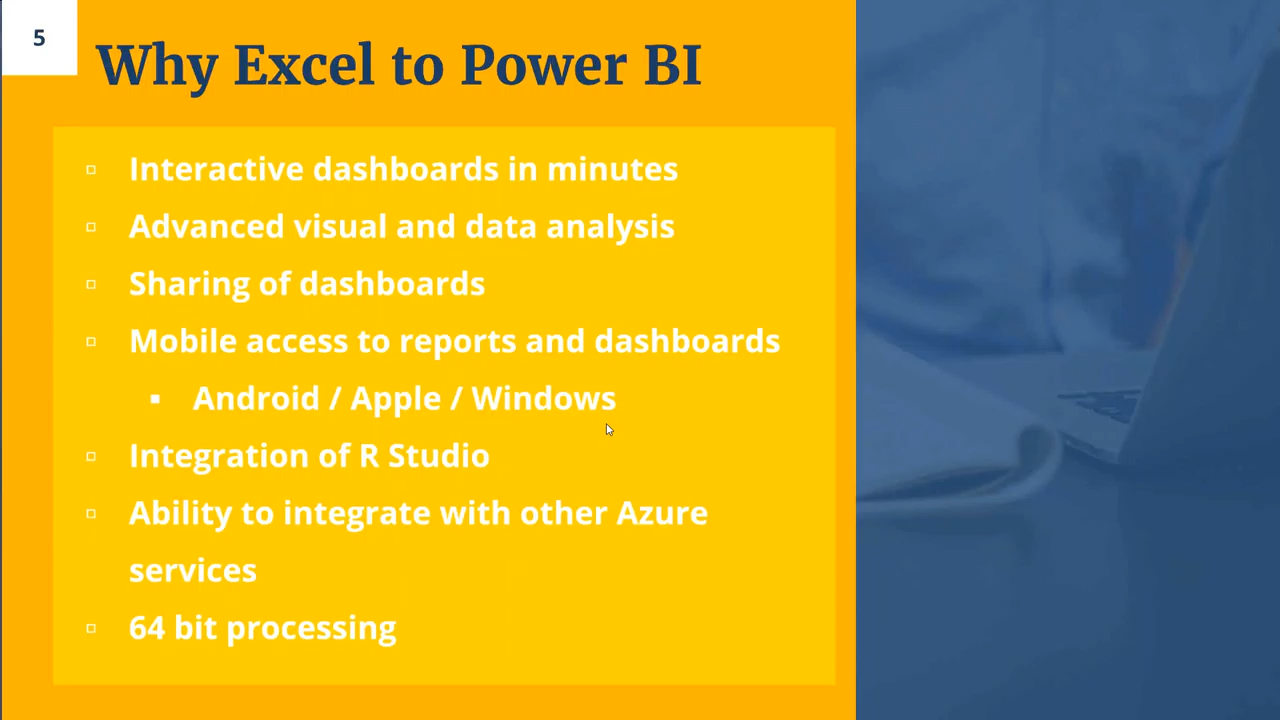 5
Why Excel to Power BI
Interactive dashboards in minutes
Advanced visual and data analysis
Sharing of dashboards
Mobile access to reports and dashboards
Android / Apple / Windows
Integration of R Studio
Ability to integrate with other Azure
services
64 bit processing